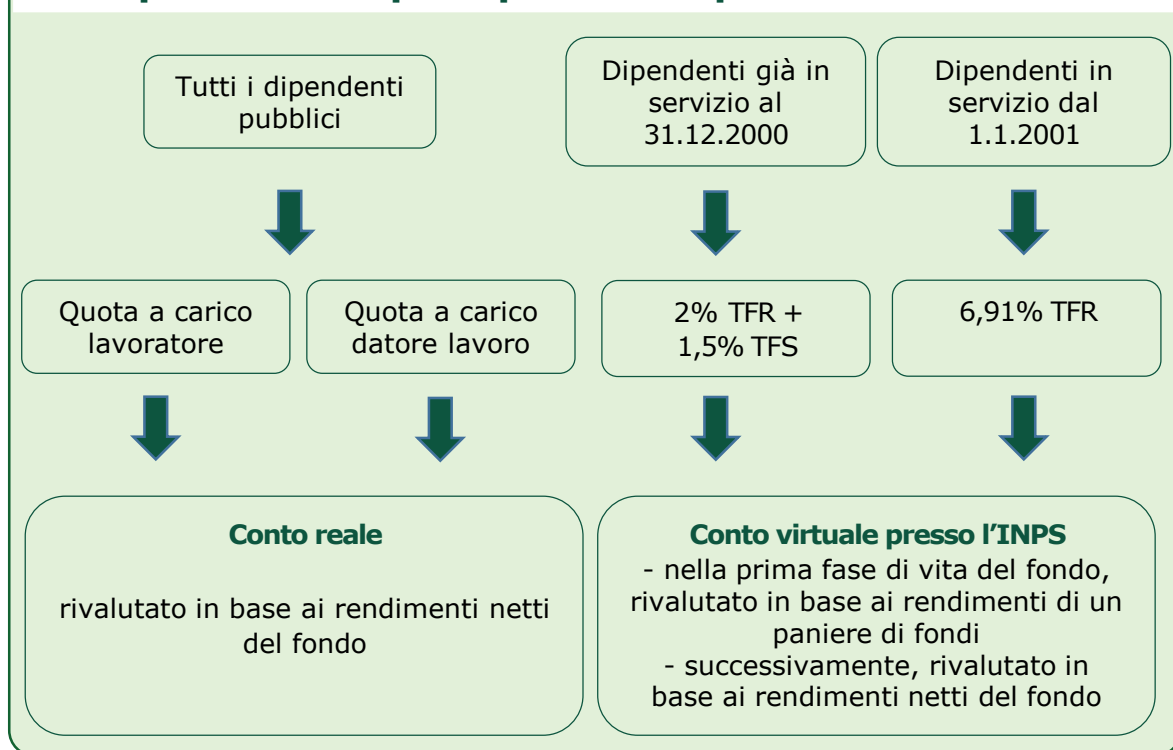 Tutti i dipendenti
pubblici
Dipendenti già in
servizio al
31.12.2000
Dipendenti in
servizio dal
1.1.2001
Quota a carico
lavoratore
Quota a carico
datore lavoro
2% TFR +
1,5% TFS
6,91% TFR
Conto reale
rivalutato in base ai rendimenti netti
del fondo
Conto virtuale presso l'INPS
- nella prima fase di vita del fondo,
rivalutato in base ai rendimenti di un
paniere di fondi
- successivamente, rivalutato in
base ai rendimenti netti del fondo